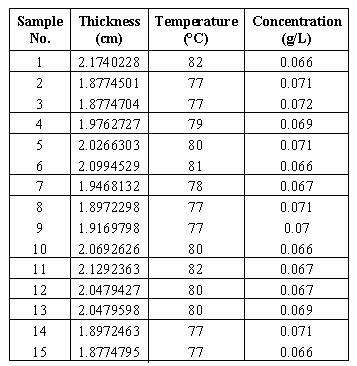 Sample No. Thickness (cm) Temperature (°C) Concentration (g/L)
1 2.1740228 82 0.066
2 1.8774501 77 0.071
3 1.8774704 77 0.072
4 1.9762727 79 0.069
5 2.0266303 80 0.071
6 2.0994529 81 0.066
7 1.9468132 78 0.067
8 1.8972298 77 0.071
9 1.9169798 77 0.07
10 2.0692626 80 0.066
11 2.1292363 82 0.067
12 2.0479427 80 0.067
13 2.0479598 80 0.069
14 1.8972463 77 0.071
15 1.8774795 77 0.066